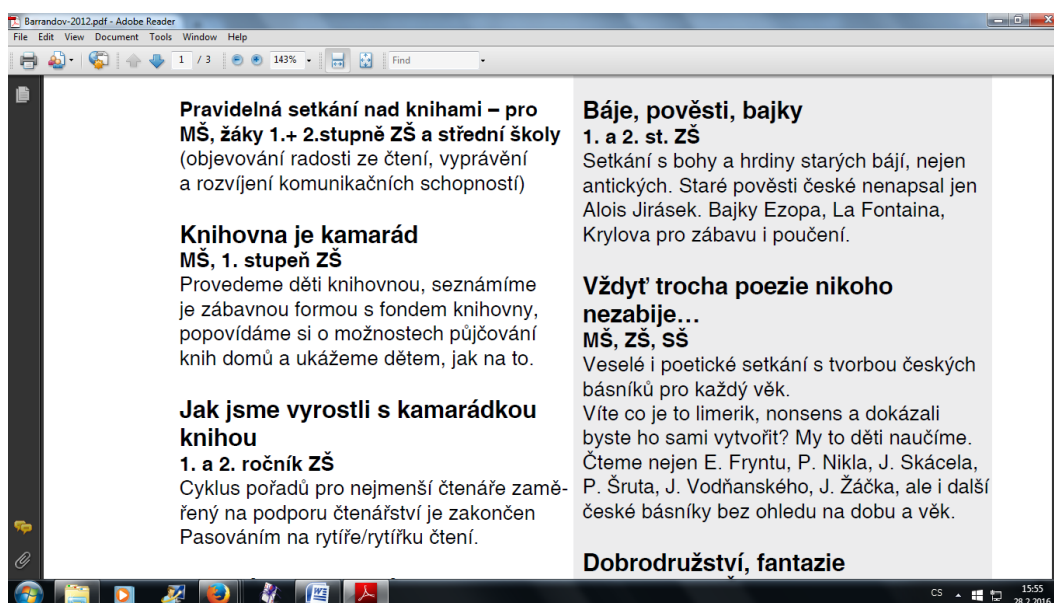 Barrandov-2012.pdf - Adobe Reader
File Edit View Document Tools Window Help
1 / 3 143% Find
Pravidelná setkání nad knihami – pro
MŠ, žáky 1.+ 2.stupně ZŠ a střední školy
(objevování radosti ze čtení, vyprávění
a rozvíjení komunikačních schopností)
Knihovna je kamarád
MŠ, 1. stupeň ZŠ
Provedeme děti knihovnou, seznámíme
je zábavnou formou s fondem knihovny,
popovídáme si o možnostech půjčování
knih domů a ukážeme dětem, jak na to.
Jak jsme vyrostli s kamarádkou
knihou
1. a 2. ročník ZŠ
Cyklus pořadů pro nejmenší čtenáře zamě-
řený na podporu čtenářství je zakončen
Pasováním na rytíře/rytířku čtení.
Báje, pověsti, bajky
1. a 2. st. ZŠ
Setkání s bohy a hrdiny starých bájí, nejen
antických. Staré pověsti české nenapsal jen
Alois Jirásek. Bajky Ezopa, La Fontaina,
Krylova pro zábavu i poučení.
Vždyť trocha poezie nikoho
nezabije…
MŠ, ZŠ, SŠ
Veselé i poetické setkání s tvorbou českých
básníků pro každý věk.
Víte co je to limerik, nonsens a dokázali
byste ho sami vytvořit? My to děti naučíme.
Čteme nejen E. Fryntu, P. Nikla, J. Skácela,
P. Šruta, J. Vodňanského, J. Žáčka, ale i další
české básníky bez ohledu na dobu a věk.
Dobrodružství, fantazie
CS 15:55
28.2.2016